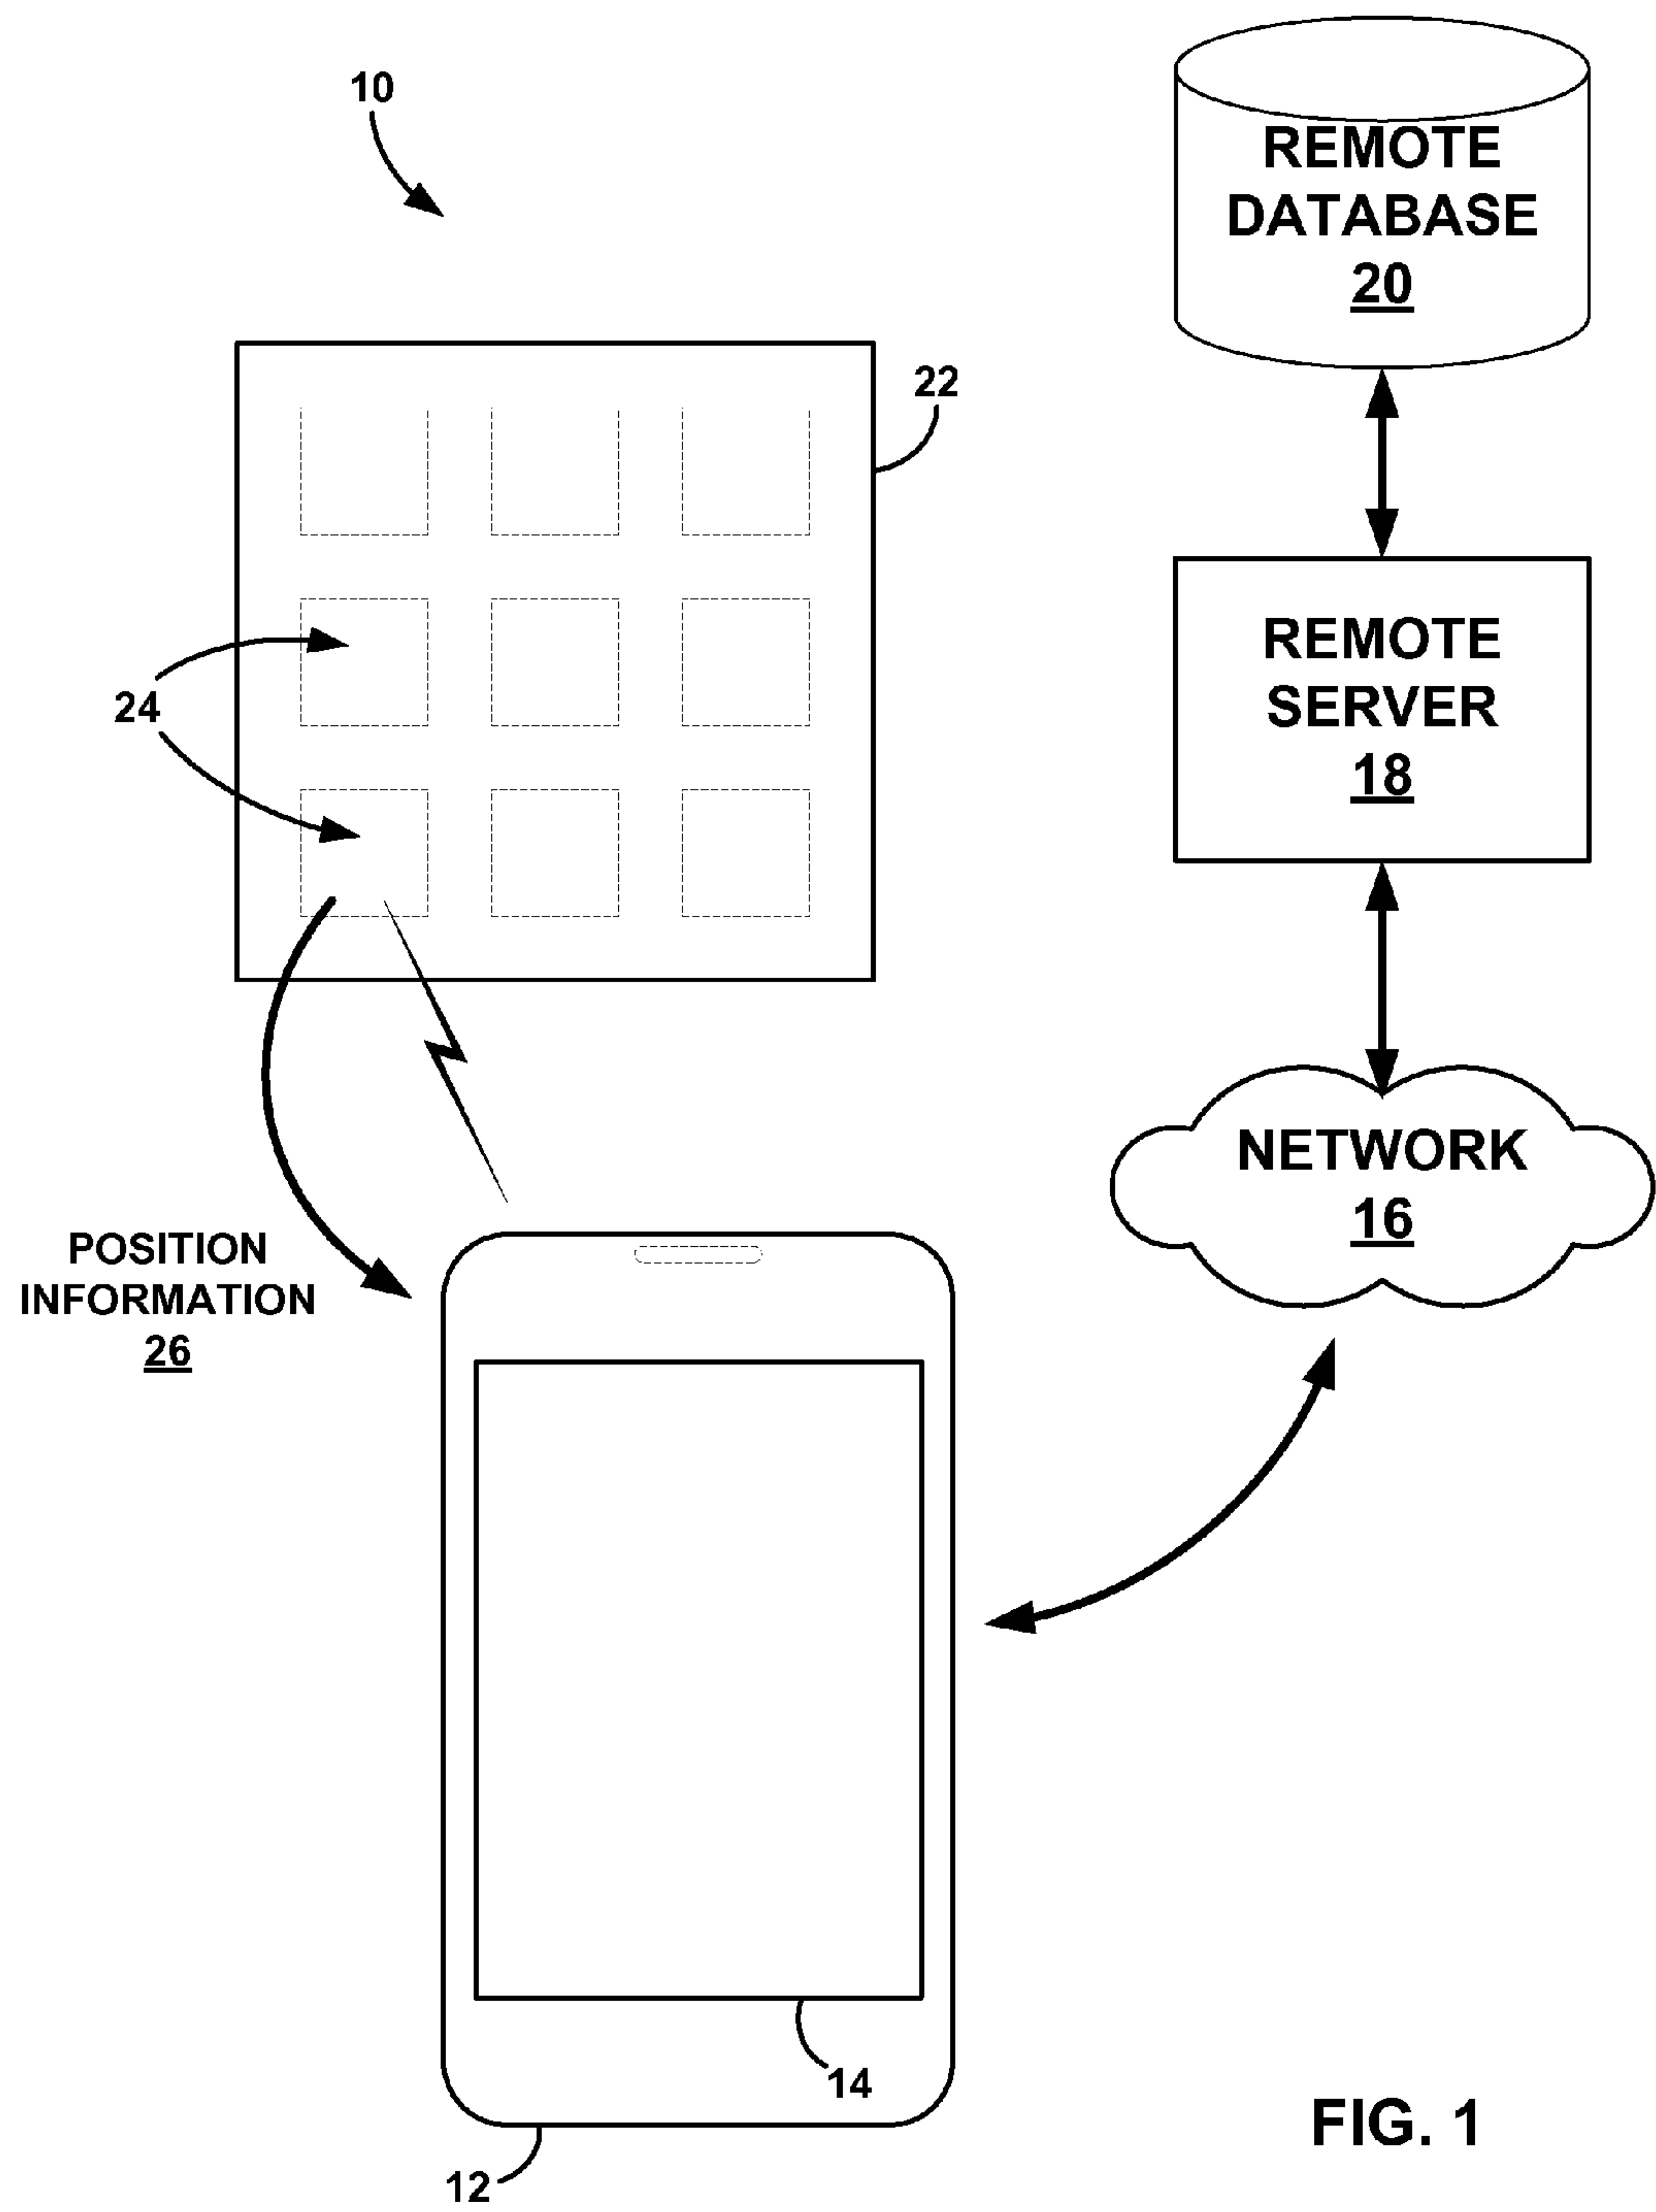 10
REMOTE
DATABASE
20
22
24
REMOTE
SERVER
18
NETWORK
16
POSITION
INFORMATION
26
14
12
FIG. 1